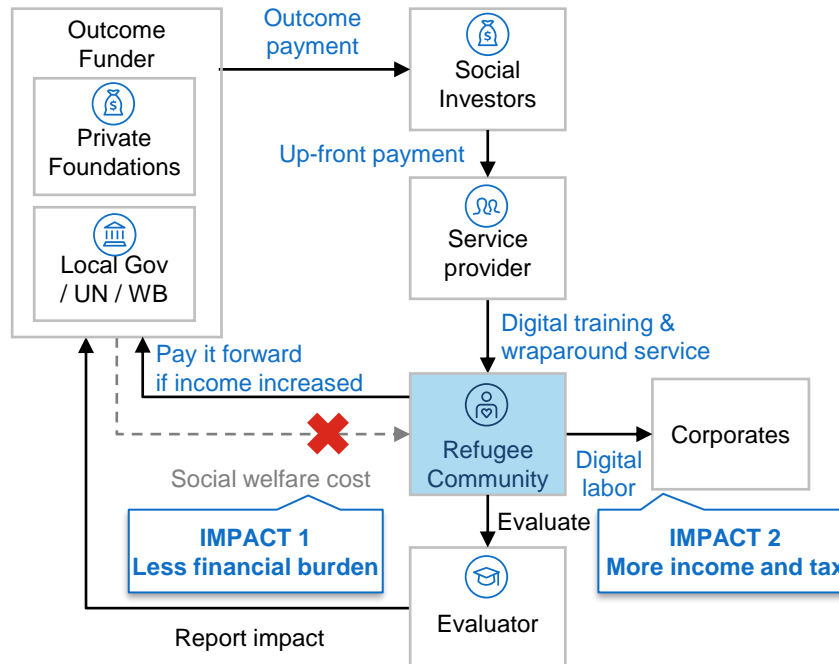 Outcome
Funder
Private
Foundations
Local Gov
/ UN / WB
Outcome
payment
Social
Investors
Up-front payment
Service
provider
Digital training &
wraparound service
Pay it forward
if income increased
Refugee
Community
Corporates
Digital
labor
Social welfare cost
IMPACT 1
Less financial burden
Evaluate
IMPACT 2
More income and tax
Evaluator
Report impact